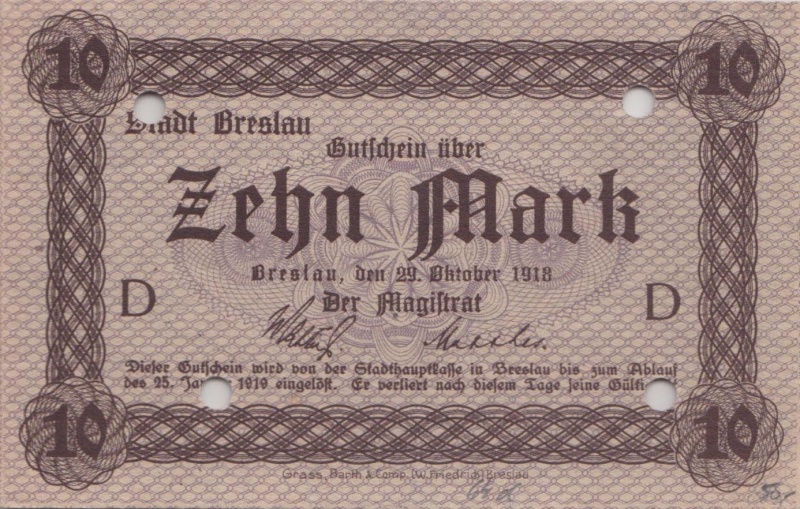 10 10
Stadt Breslau
Gutschein über
Zehn Mark
Breslau, den 29. Oktober 1918
D Der Magistrat D
Dieser Gutschein wird von der Stadthauptkasse in Breslau bis zum Ablauf
des 25. 1919 eingelöst. Er verliert nach diesem Tage seine
10 10
Grass, Barth & Comp. (W. Friedrich) Breslau
50,-